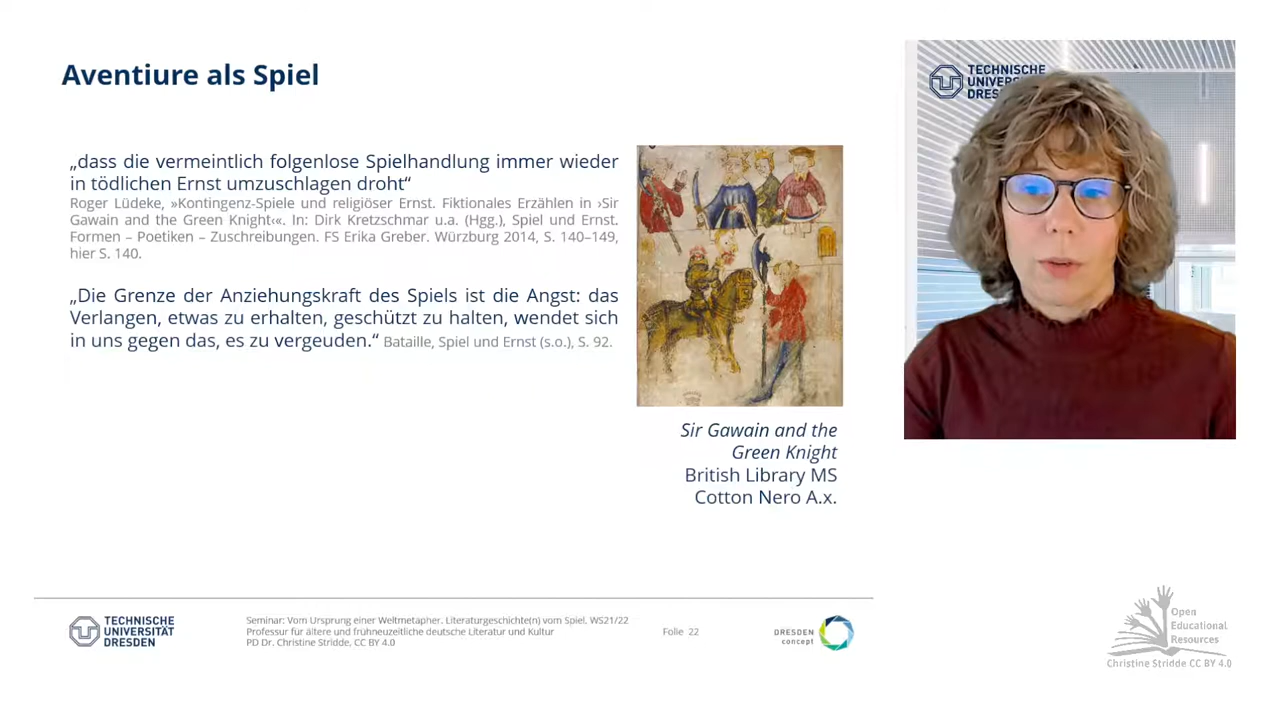 Aventiure als Spiel
„dass die vermeintlich folgenlose Spielhandlung immer wieder
in tödlichen Ernst umzuschlagen droht“
Roger Lüdeke, »Kontingenz-Spiele und religiöser Ernst. Fiktionales Erzählen in ›Sir
Gawain and the Green Knight‹«. In: Dirk Kretzschmar u.a. (Hgg.), Spiel und Ernst.
Formen – Poetiken – Zuschreibungen. FS Erika Greber. Würzburg 2014, S. 140–149,
hier S. 140.
„Die Grenze der Anziehungskraft des Spiels ist die Angst: das
Verlangen, etwas zu erhalten, geschützt zu halten, wendet sich
in uns gegen das, es zu vergeuden.“ Bataille, Spiel und Ernst (s.o.), S. 92.
Sir Gawain and the
Green Knight
British Library MS
Cotton Nero A.x.
TECHNISCHE
UNIVERS
DRES
TECHNISCHE
UNIVERSITÄT
DRESDEN
Seminar: Vom Ursprung einer Weltmetapher. Literaturgeschichte(n) vom Spiel. WS21/22
Professur für ältere und frühneuzeitliche deutsche Literatur und Kultur
PD Dr. Christine Stridde, CC BY 4.0
Folie 22
DRESDEN
concept
Open
Educational
Resources
Christine Stridde CC BY 4.0